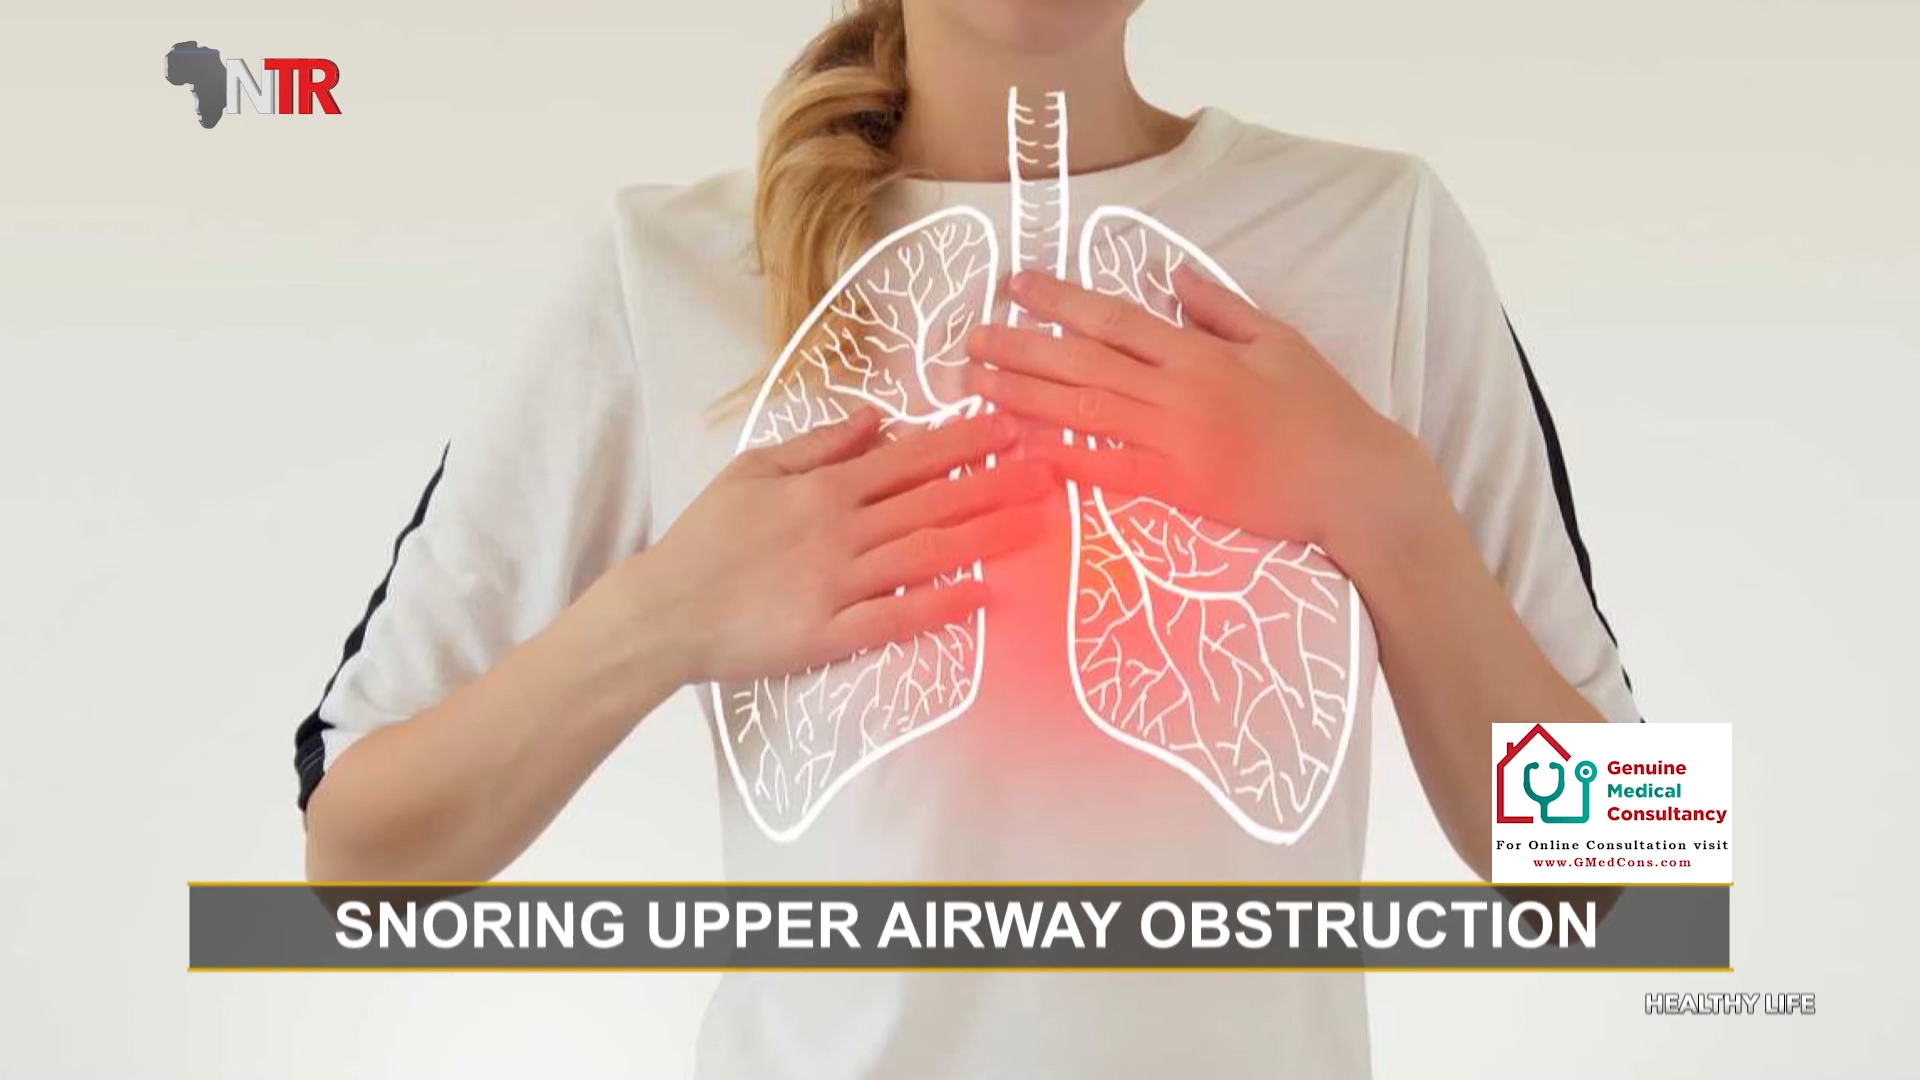 NTR
Genuine
Medical
Consultancy
For Online Consultation visit
www.GMedCons.com
SNORING UPPER AIRWAY OBSTRUCTION
HEALTHY LIFE